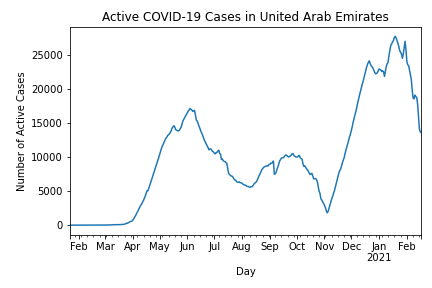 Active COVID-19 Cases in United Arab Emirates
Number of Active Cases
25000
20000
15000
10000
5000
0
Feb Mar Apr May Jun Jul Aug Sep Oct Nov Dec Jan Feb
2021
Day